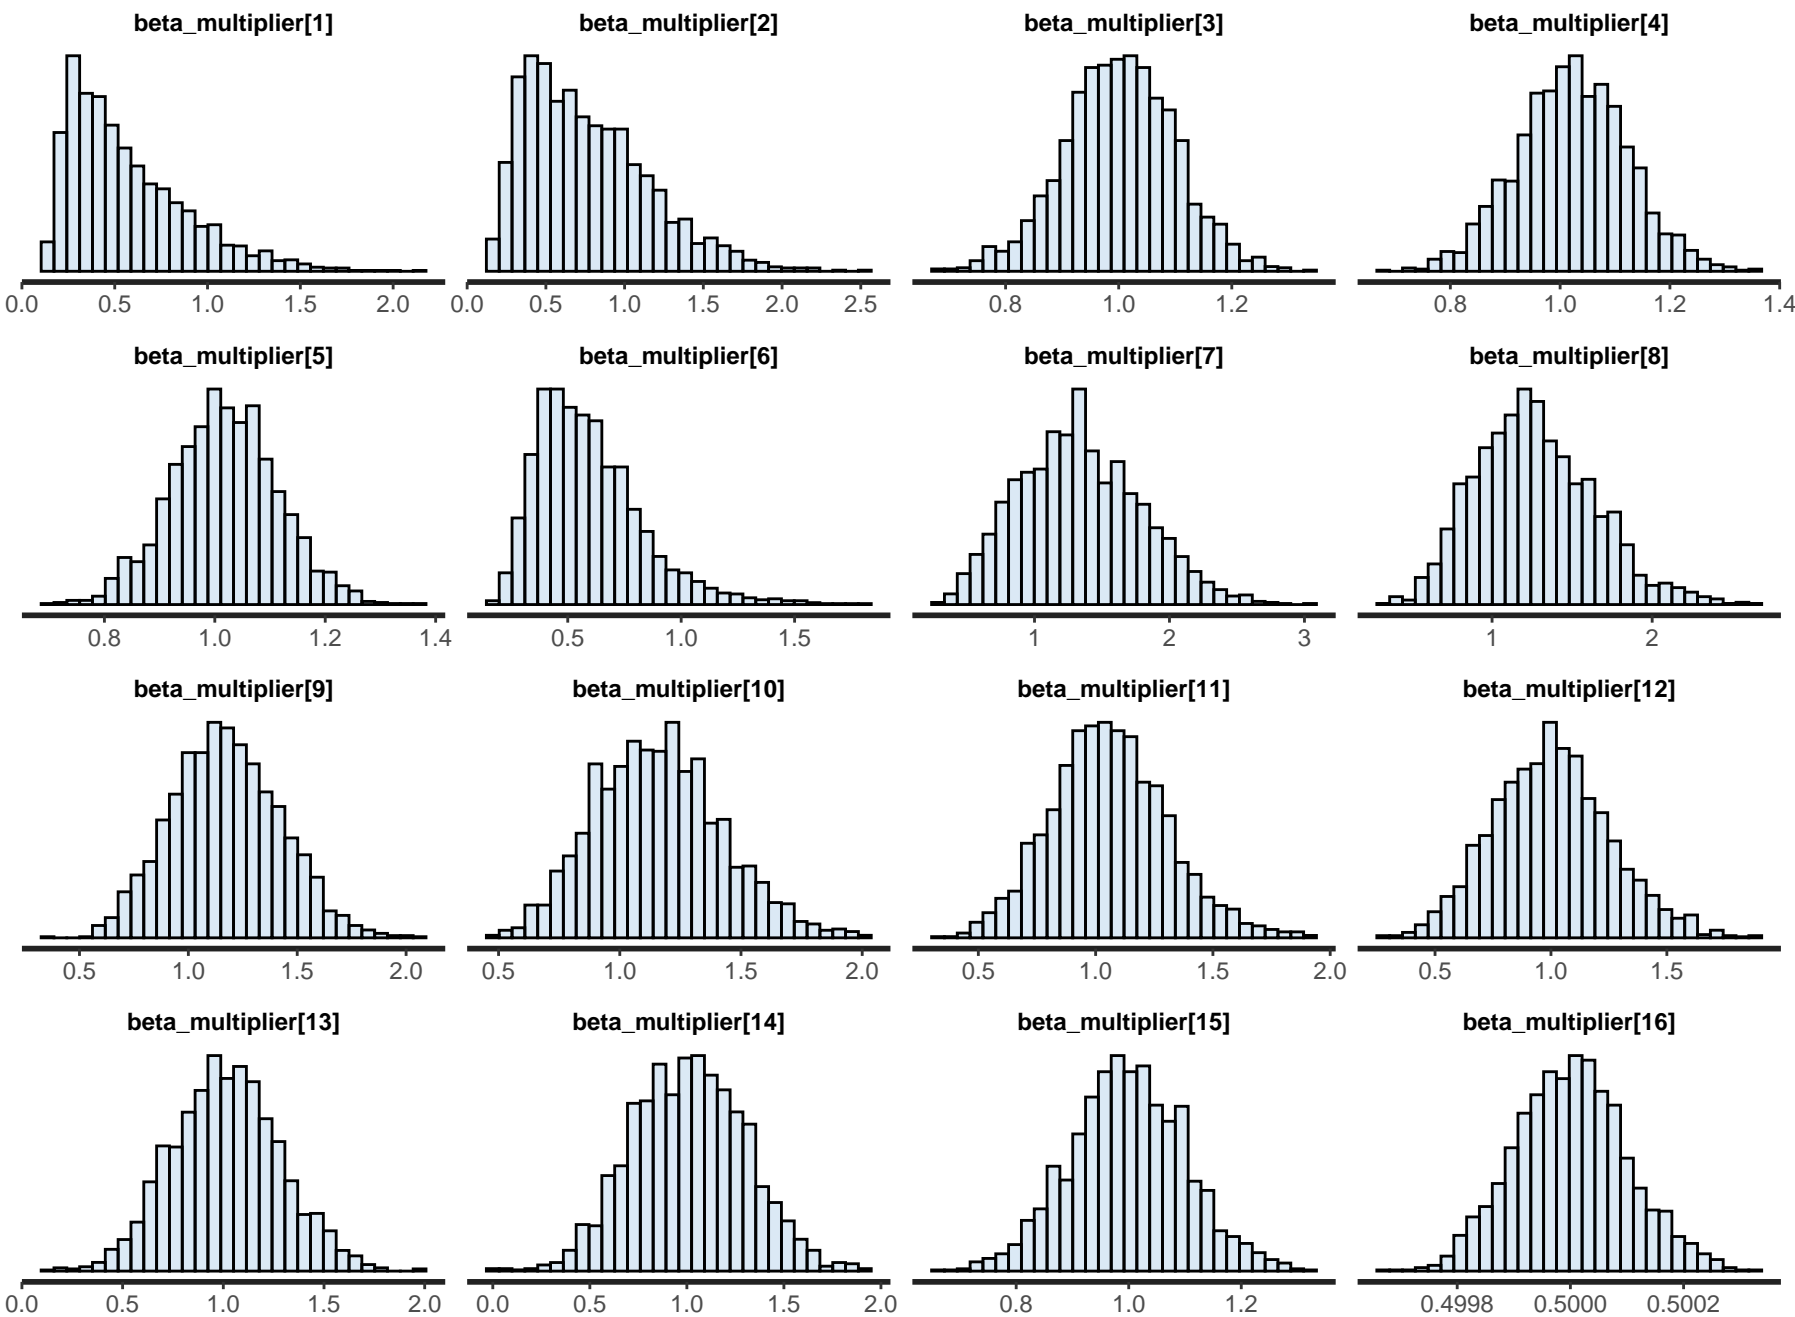 beta_multiplier[1] beta_multiplier[2] beta_multiplier[3] beta_multiplier[4]
0.0 0.5 1.0 1.5 2.0 0.0 0.5 1.0 1.5 2.0 2.5 0.8 1.0 1.2 0.8 1.0 1.2 1.4
beta_multiplier[5] beta_multiplier[6] beta_multiplier[7] beta_multiplier[8]
0.8 1.0 1.2 1.4 0.5 1.0 1.5 1 2 3 1 2
beta_multiplier[9] beta_multiplier[10] beta_multiplier[11] beta_multiplier[12]
0.5 1.0 1.5 2.0 0.5 1.0 1.5 2.0 0.5 1.0 1.5 2.0 0.5 1.0 1.5
beta_multiplier[13] beta_multiplier[14] beta_multiplier[15] beta_multiplier[16]
0.0 0.5 1.0 1.5 2.0 0.0 0.5 1.0 1.5 2.0 0.8 1.0 1.2 0.4998 0.5000 0.5002